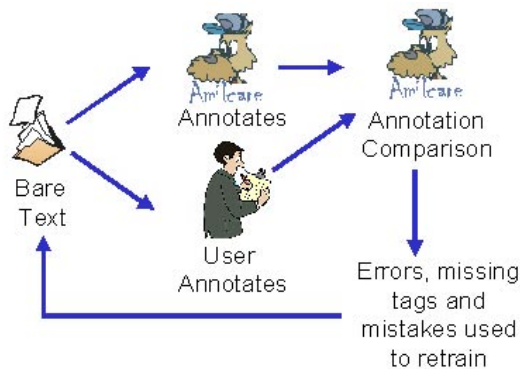 Amilcare
Annotates
Amilcare
Annotation
Comparison
Bare
Text
User
Annotates
Errors, missing
tags and
mistakes used
to retrain